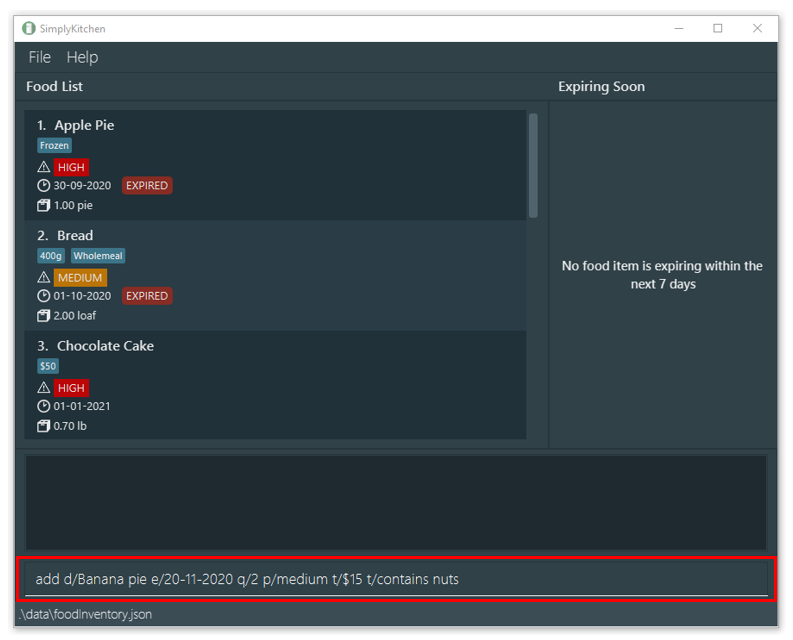 SimplyKitchen
File Help
Food List
Expiring Soon
1. Apple Pie
Frozen
HIGH
30-09-2020 EXPIRED
1.00 pie
2. Bread
400g Wholemeal
MEDIUM
01-10-2020 EXPIRED
2.00 loaf
3. Chocolate Cake
$50
HIGH
01-01-2021
0.70 lb
No food item is expiring within the
next 7 days
add d/Banana pie e/20-11-2020 q/2 p/medium t/$15 t/contains nuts
.\data\foodInventory.json